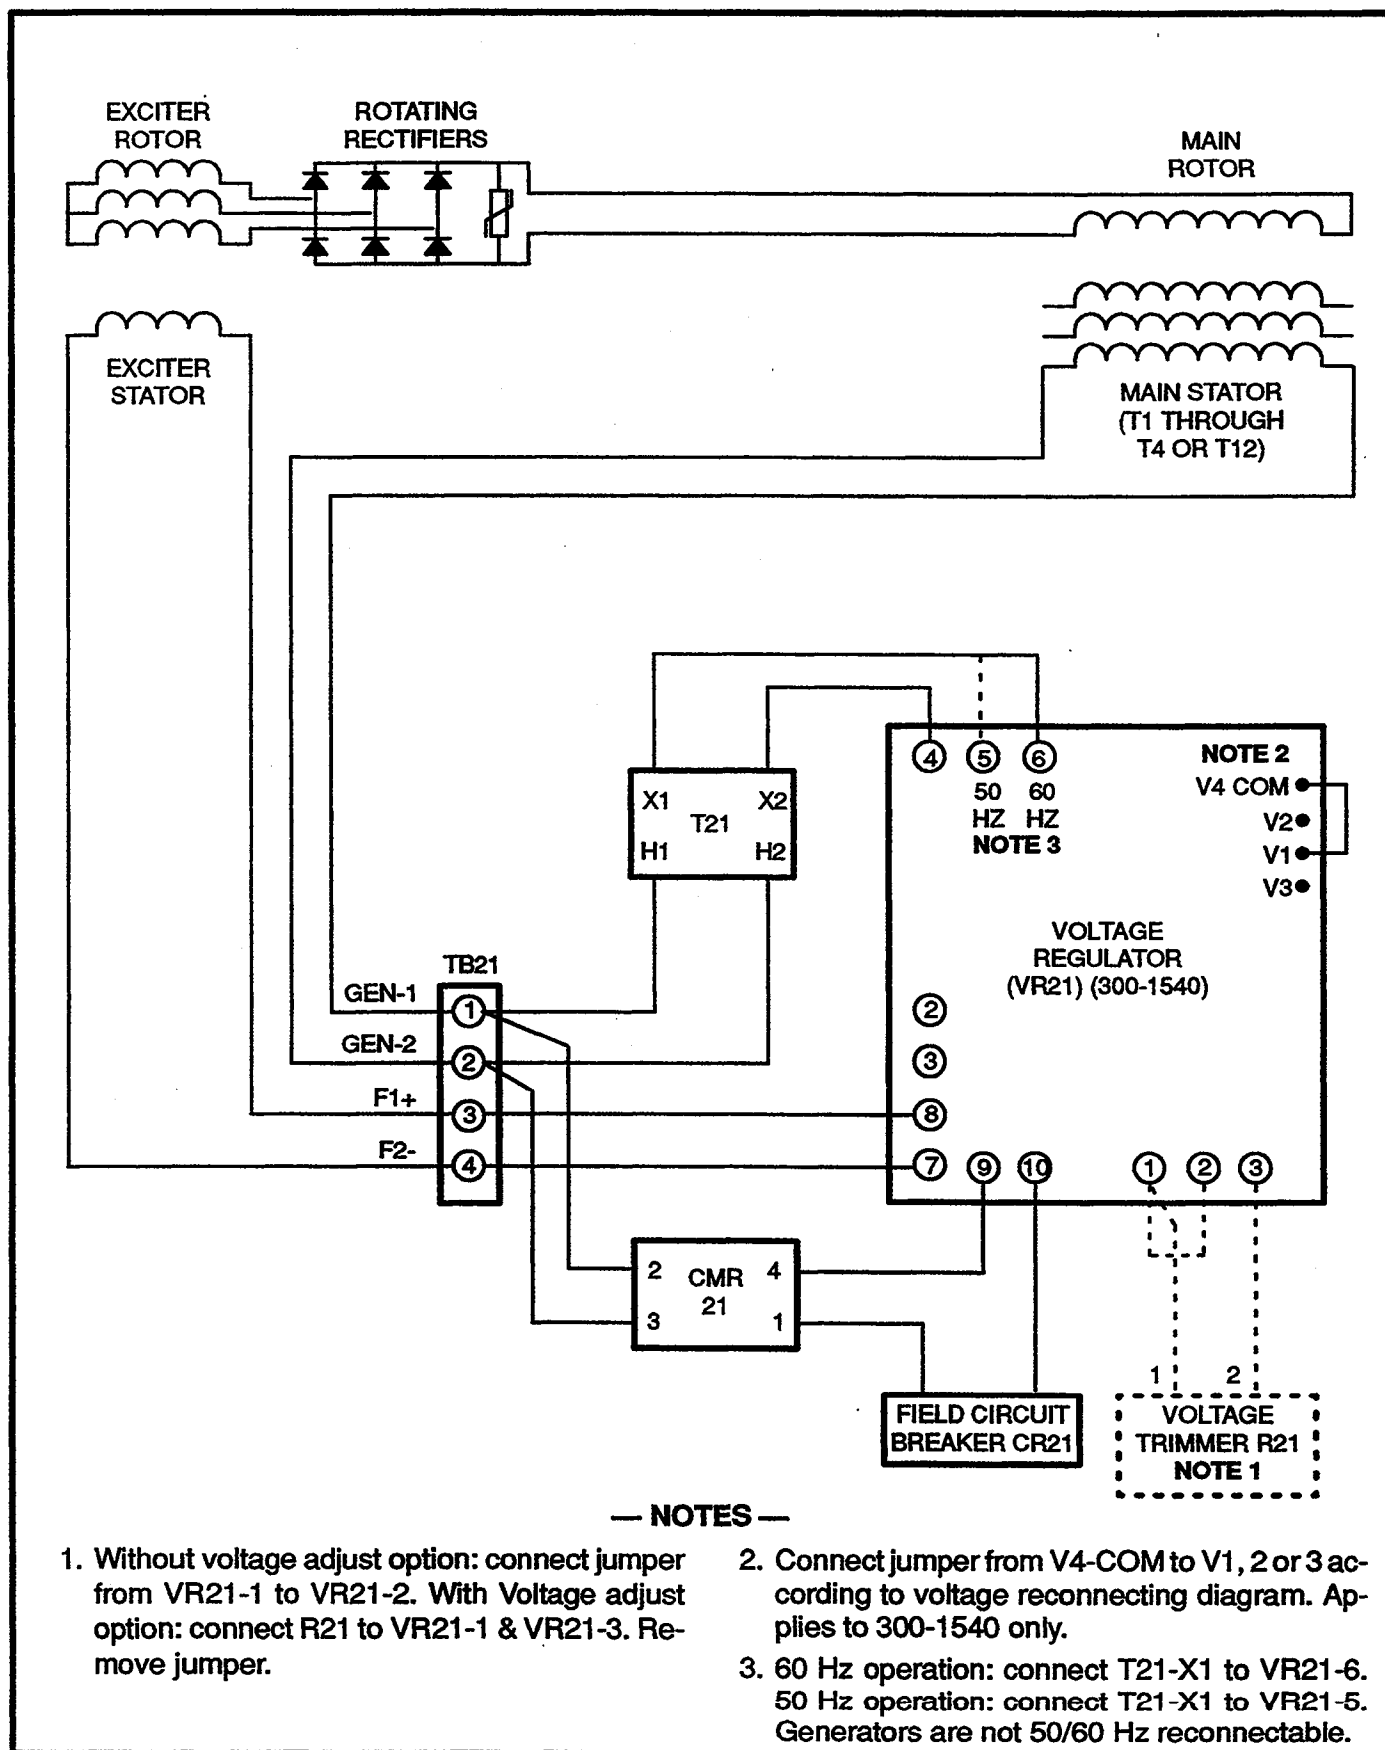 EXCITER
ROTOR
ROTATING
RECTIFIERS
MAIN
ROTOR
EXCITER
STATOR
MAIN STATOR
(T1 THROUGH
T4 OR T12)
4 5 6
50 60
HZ HZ
NOTE 3
NOTE 2
V4 COM
V2
V1
V3
X1 X2
T21
H1 H2
VOLTAGE
REGULATOR
(VR21) (300-1540)
TB21
GEN-1 1
GEN-2 2
F1+ 3
F2- 4
2
3
8
7 9 10 1 2 3
2 CMR 4
21
3 1
1 2
FIELD CIRCUIT
BREAKER CR21
VOLTAGE
TRIMMER R21
NOTE 1
— NOTES —
1. Without voltage adjust option: connect jumper
from VR21-1 to VR21-2. With Voltage adjust
option: connect R21 to VR21-1 & VR21-3. Re-
move jumper.
2. Connect jumper from V4-COM to V1, 2 or 3 ac-
cording to voltage reconnecting diagram. Ap-
plies to 300-1540 only.
3. 60 Hz operation: connect T21-X1 to VR21-6.
50 Hz operation: connect T21-X1 to VR21-5.
Generators are not 50/60 Hz reconnectable.